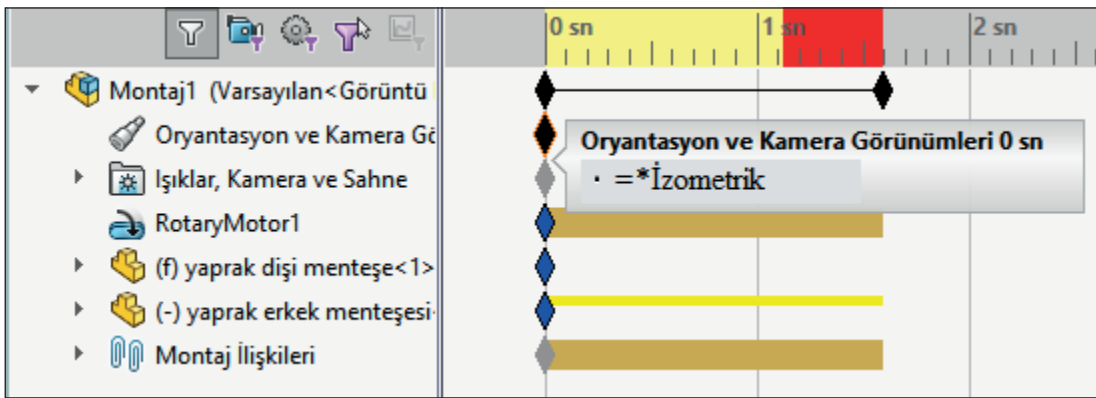 0 sn 1 sn 2 sn
Montaj1 (Varsayılan<Görüntü
Oryantasyon ve Kamera Gö
Oryantasyon ve Kamera Görünümleri 0 sn
· =*İzometrik
Işıklar, Kamera ve Sahne
RotaryMotor1
(f) yaprak dişi menteşe<1>
(-) yaprak erkek menteşesi
Montaj İlişkileri